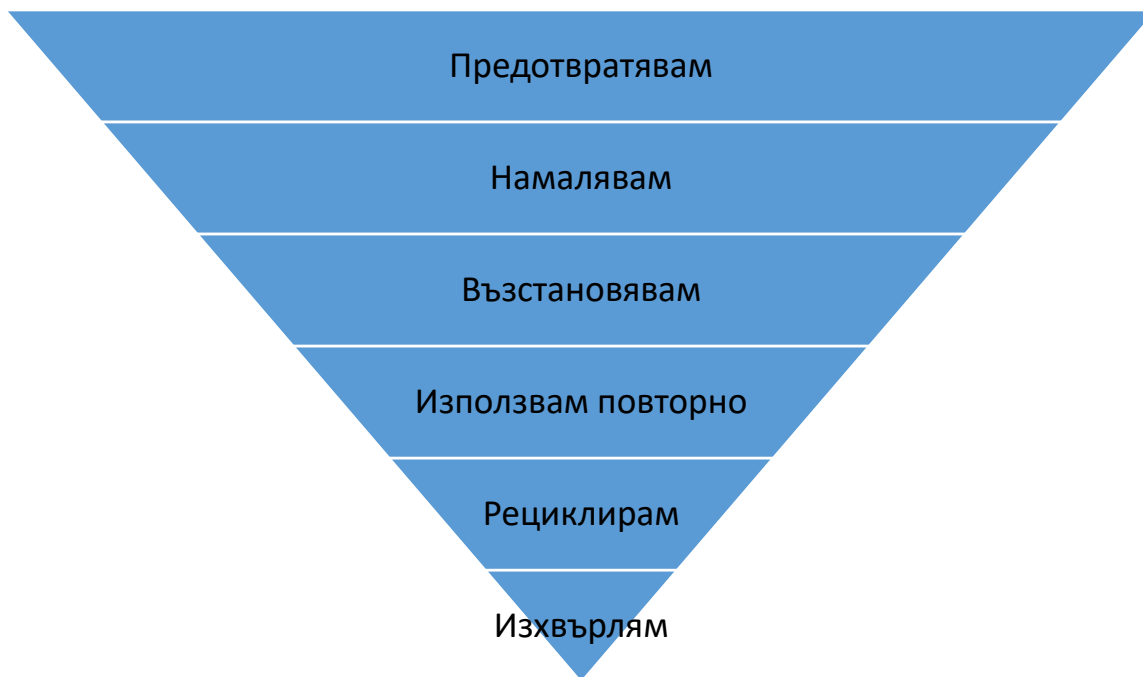 Предотвратявам
Намалявам
Възстановявам
Използвам повторно
Рециклирам
Изхвърлям